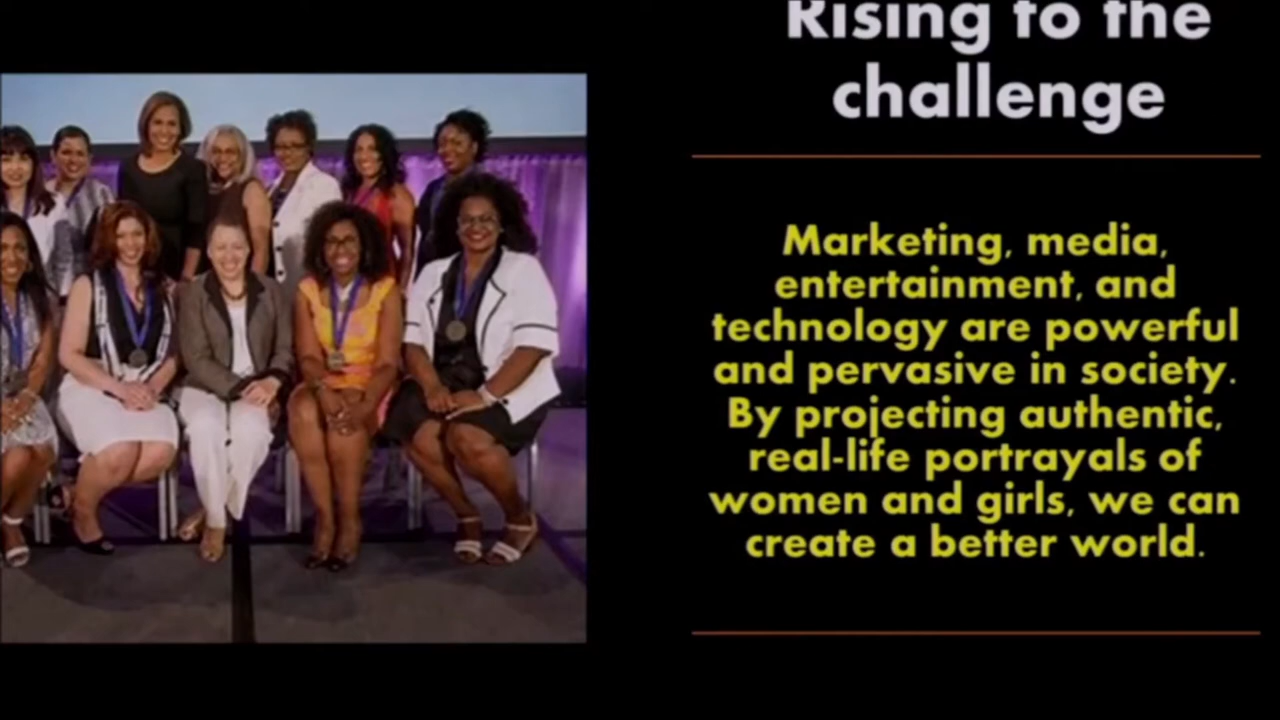 Rising to the
challenge
Marketing, media,
entertainment, and
technology are powerful
and pervasive in society.
By projecting authentic,
real-life portrayals of
women and girls, we can
create a better world.